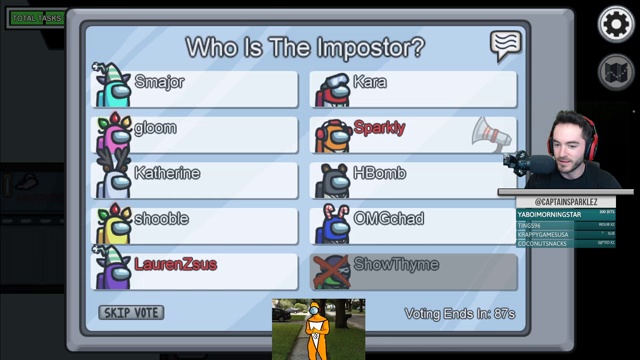 TOTAL TASKS
Who Is The Impostor?
Smajor
Kara
gloom
Sparkly
Katherine
HBomb
shooble
OMGchad
LaurenZsus
ShowThyme
SKIP VOTE
Voting Ends In: 87s
@CAPTAINSPARKLEZ
YABOIMORNINGSTAR
TINGS96
KRAPPYGAMESUSA
COCONUTSNACKS